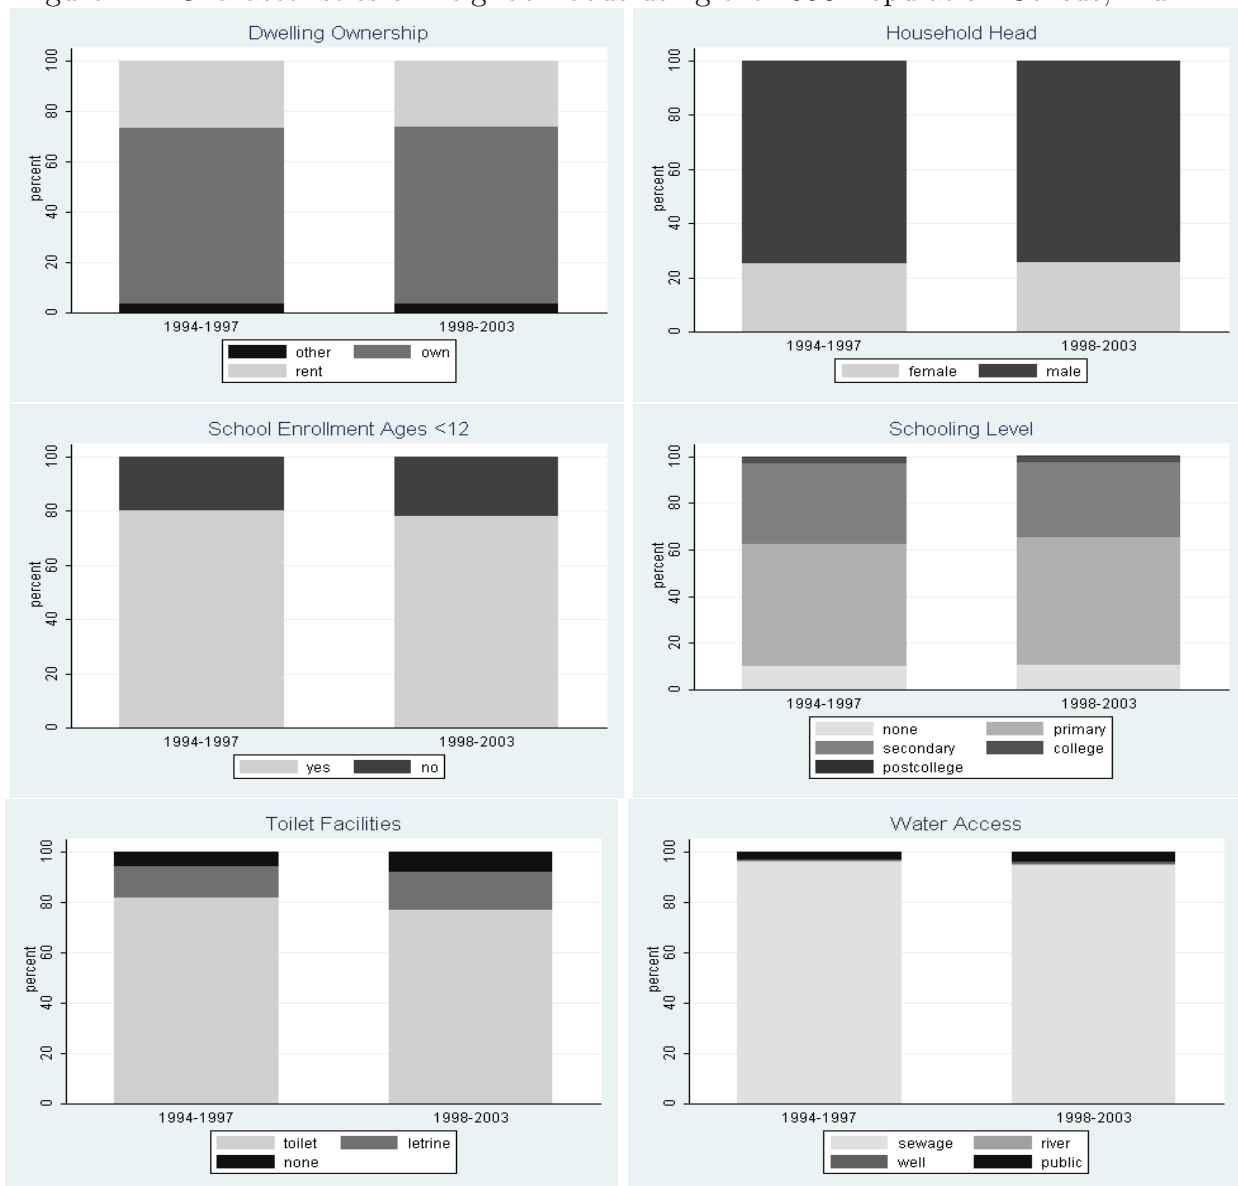 Dwelling Ownership
percent
0 20 40 60 80 100
1994-1997 1998-2003
other own
rent
Household Head
percent
0 20 40 60 80 100
1994-1997 1998-2003
female male
School Enrollment Ages <12
percent
0 20 40 60 80 100
1994-1997 1998-2003
yes no
Schooling Level
percent
0 20 40 60 80 100
1994-1997 1998-2003
none primary
secondary college
postcollege
Toilet Facilities
percent
0 20 40 60 80 100
1994-1997 1998-2003
toilet letrine
none
Water Access
percent
0 20 40 60 80 100
1994-1997 1998-2003
sewage river
well public